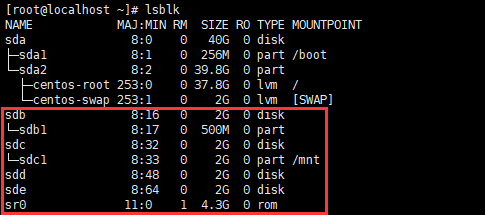 [root@localhost ~]# lsblk
NAME            MAJ:MIN RM  SIZE RO TYPE MOUNTPOINT
sda               8:0    0   40G  0 disk
├─sda1            8:1    0  256M  0 part /boot
└─sda2            8:2    0 39.8G  0 part
  ├─centos-root 253:0    0 37.8G  0 lvm  /
  └─centos-swap 253:1    0    2G  0 lvm  [SWAP]
sdb               8:16   0    2G  0 disk
└─sdb1            8:17   0  500M  0 part
sdc               8:32   0    2G  0 disk
└─sdc1            8:33   0    2G  0 part /mnt
sdd               8:48   0    2G  0 disk
sde               8:64   0    2G  0 disk
sr0              11:0    1  4.3G  0 rom